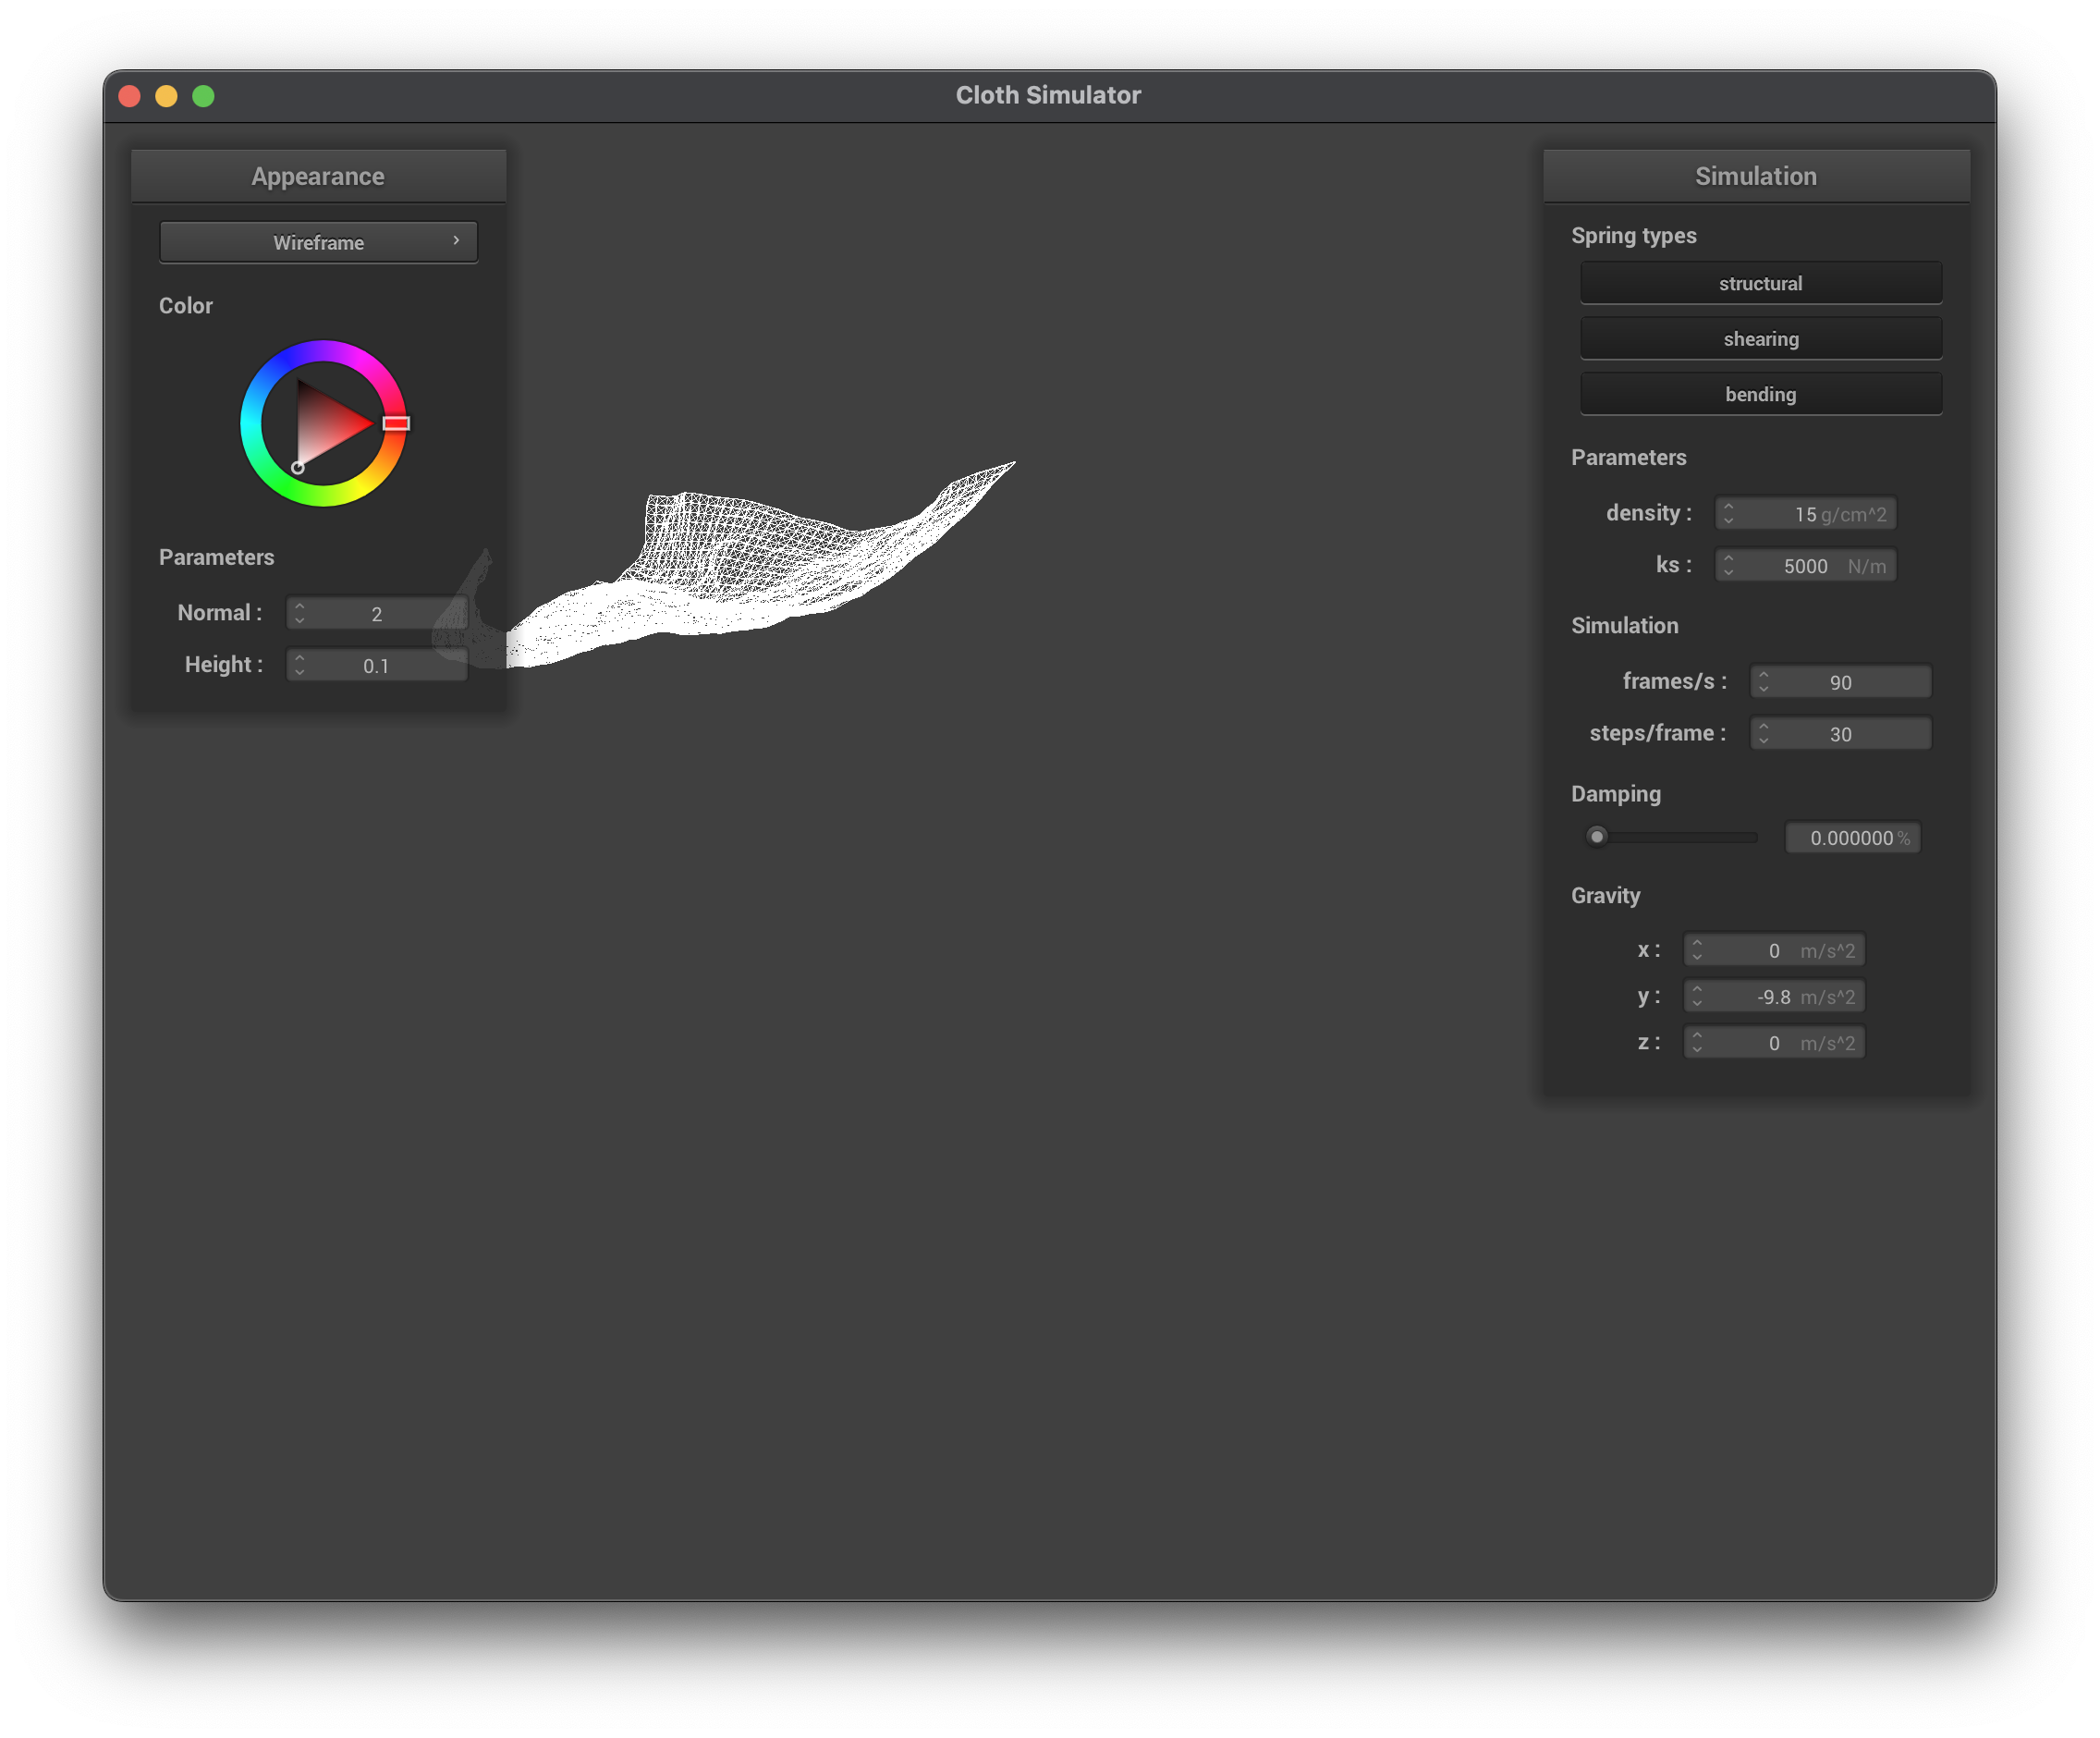 Cloth Simulator
Appearance
Wireframe
Color
Parameters
Normal : 2
Height : 0.1
Simulation
Spring types
structural
shearing
bending
Parameters
density : 15 g/cm^2
ks : 5000 N/m
Simulation
frames/s : 90
steps/frame : 30
Damping
0.000000 %
Gravity
x : 0 m/s^2
y : -9.8 m/s^2
z : 0 m/s^2